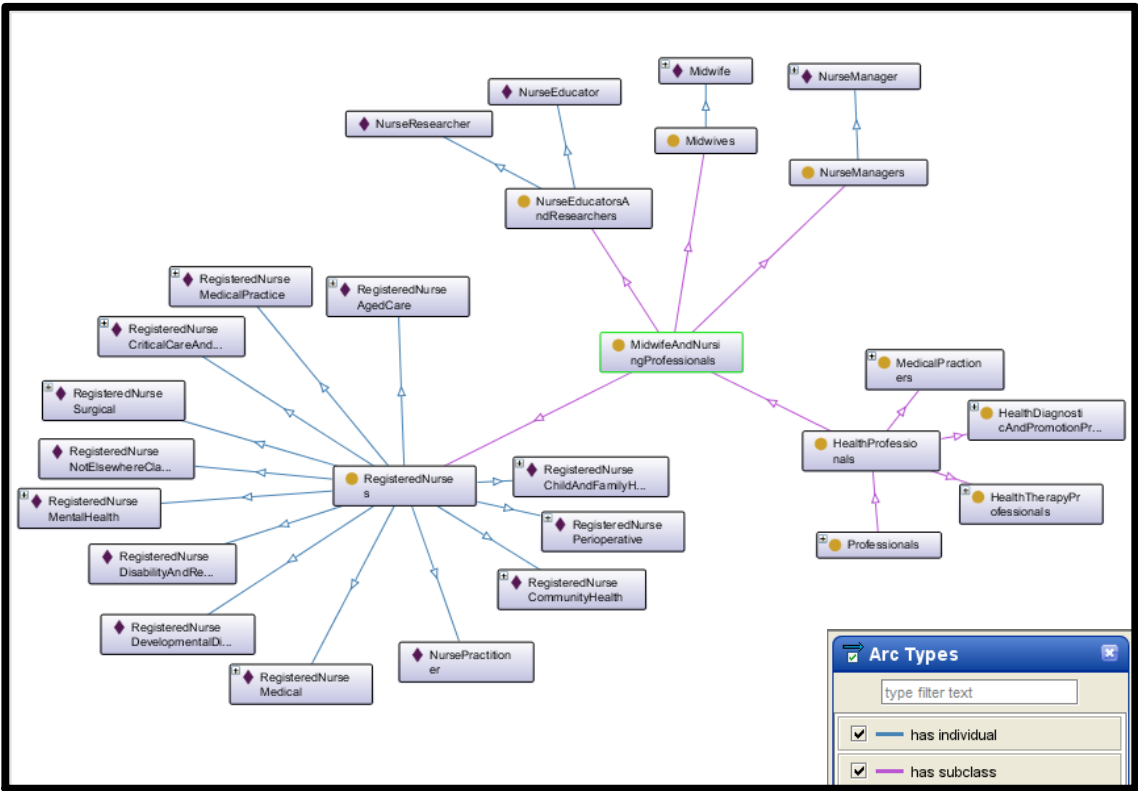 Midwife
NurseManager
NurseEducator
NurseResearcher
Midwives
NurseManagers
NurseEducatorsA
ndResearchers
RegisteredNurse
MedicalPractice
RegisteredNurse
AgedCare
RegisteredNurse
CriticalCareAnd...
MidwifeAndNursi
ngProfessionals
MedicalPraction
ers
RegisteredNurse
Surgical
HealthDiagnosti
cAndPromotionPr...
HealthProfessio
nals
RegisteredNurse
NotElsewhereCla...
RegisteredNurse
s
RegisteredNurse
ChildAndFamilyH...
RegisteredNurse
MentalHealth
HealthTherapyPr
ofessionals
RegisteredNurse
Perioperative
Professionals
RegisteredNurse
DisabilityAndRe...
RegisteredNurse
CommunityHealth
RegisteredNurse
DevelopmentalDi...
NursePractition
er
RegisteredNurse
Medical
Arc Types
type filter text
has individual
has subclass